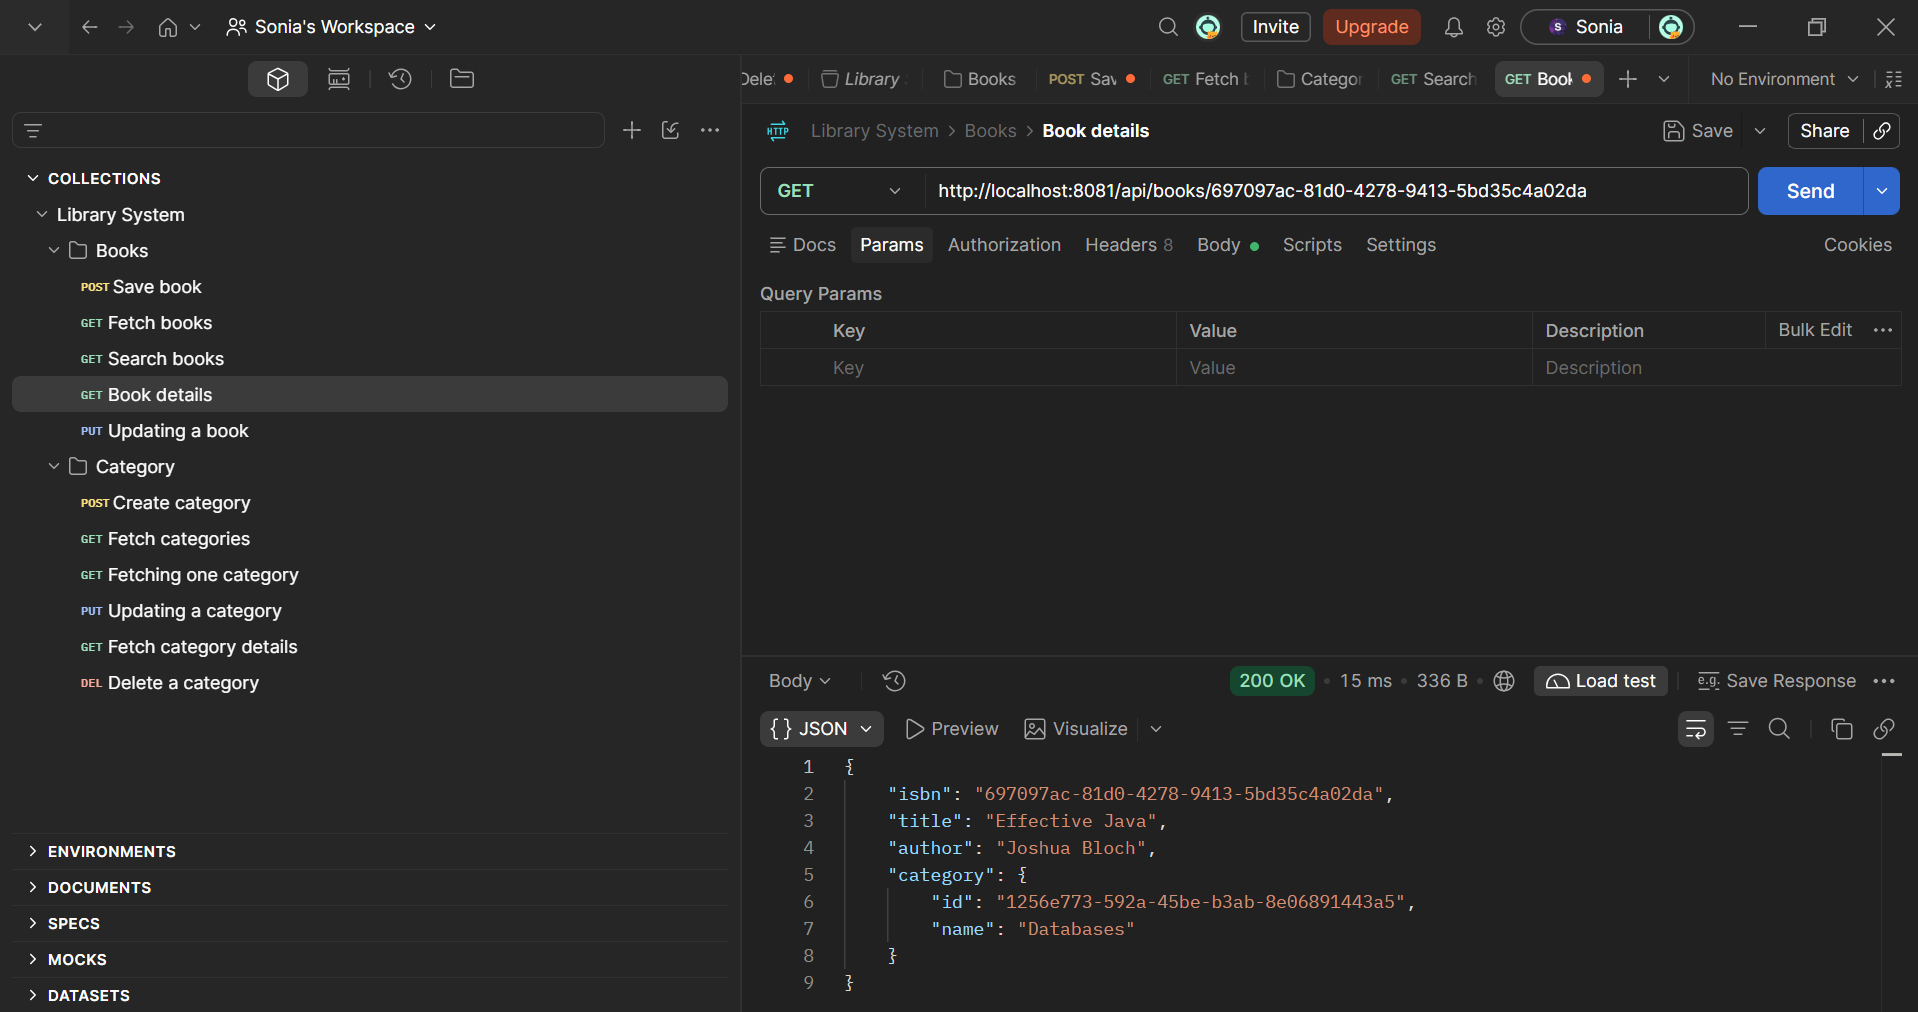 Sonia's Workspace
Invite
Upgrade
S
Sonia
Delet
Library
Books
POST Sav
GET Fetch b
Categor
GET Search
GET Book
No Environment
HTTP
Library System > Books > Book details
Save
Share
COLLECTIONS
Library System
Books
POST Save book
GET Fetch books
GET Search books
GET Book details
PUT Updating a book
Category
POST Create category
GET Fetch categories
GET Fetching one category
PUT Updating a category
GET Fetch category details
DEL Delete a category
ENVIRONMENTS
DOCUMENTS
SPECS
MOCKS
DATASETS
GET
http://localhost:8081/api/books/697097ac-81d0-4278-9413-5bd35c4a02da
Send
Docs
Params
Authorization
Headers 8
Body
Scripts
Settings
Cookies
Query Params
Key Value Description Bulk Edit
Key Value Description
Body
200 OK • 15 ms • 336 B
Load test
e.g. Save Response
{} JSON
Preview
Visualize
1 {
2 "isbn": "697097ac-81d0-4278-9413-5bd35c4a02da",
3 "title": "Effective Java",
4 "author": "Joshua Bloch",
5 "category": {
6 "id": "1256e773-592a-45be-b3ab-8e06891443a5",
7 "name": "Databases"
8 }
9 }